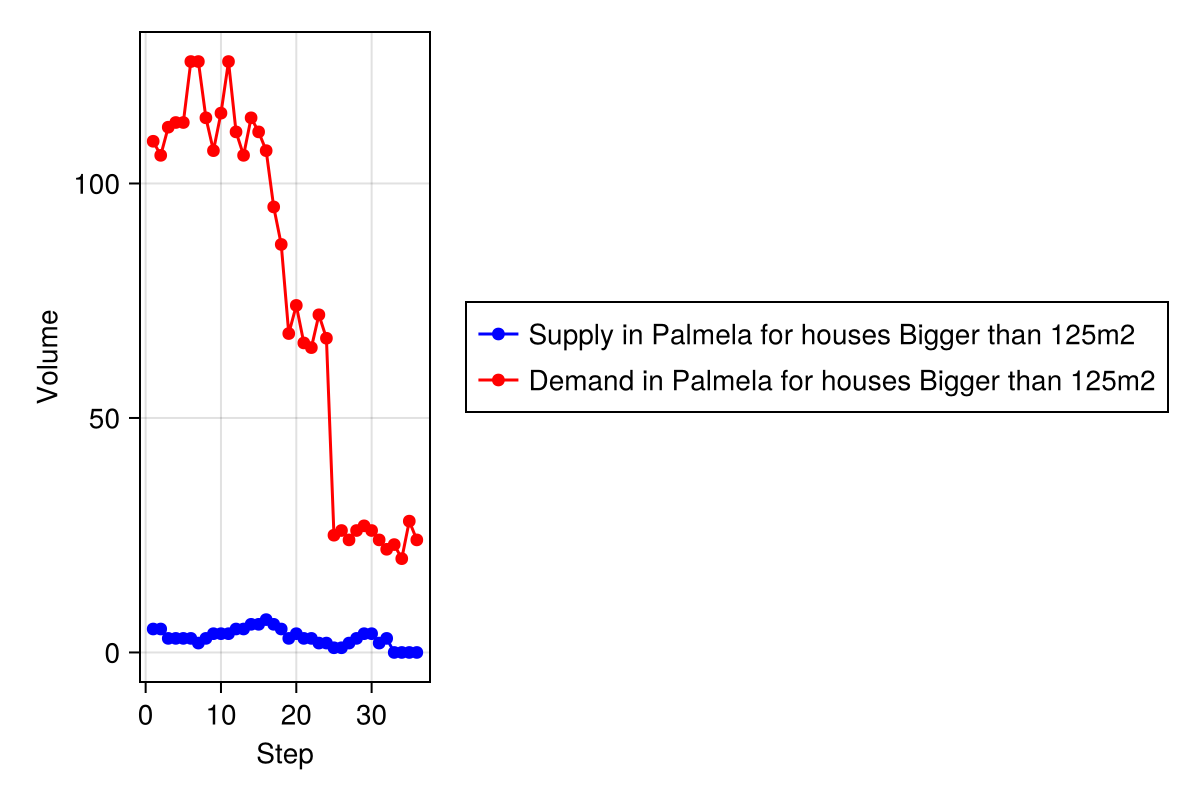 100
50
0
Volume
0 10 20 30
Step
Supply in Palmela for houses Bigger than 125m2
Demand in Palmela for houses Bigger than 125m2